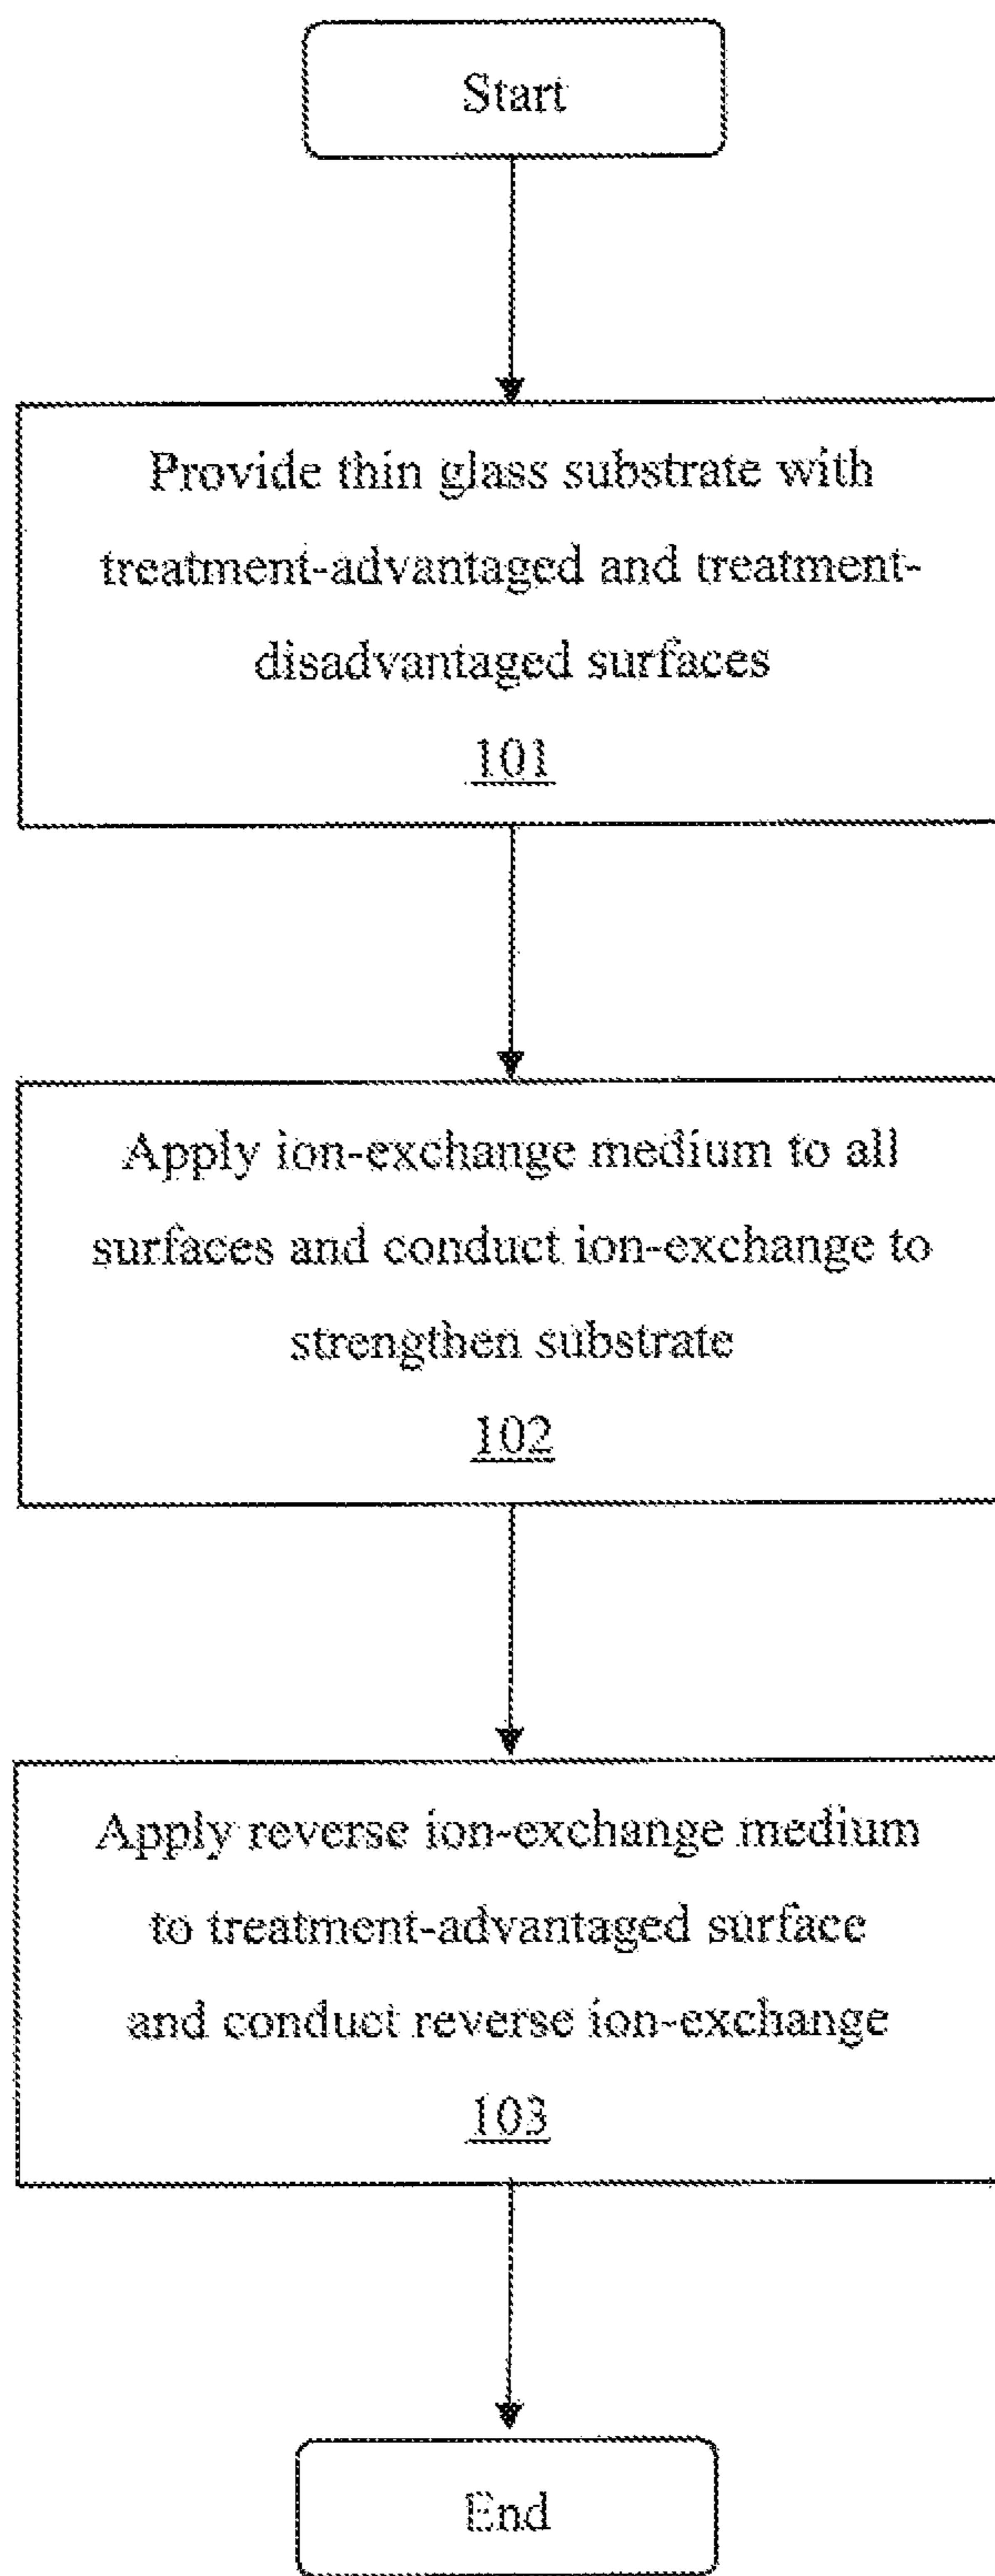 Start
Provide thin glass substrate with
treatment-advantaged and treatment-
disadvantaged surfaces
101
Apply ion-exchange medium to all
surfaces and conduct ion-exchange to
strengthen substrate
102
Apply reverse ion-exchange medium
to treatment-advantaged surface
and conduct reverse ion-exchange
103
End